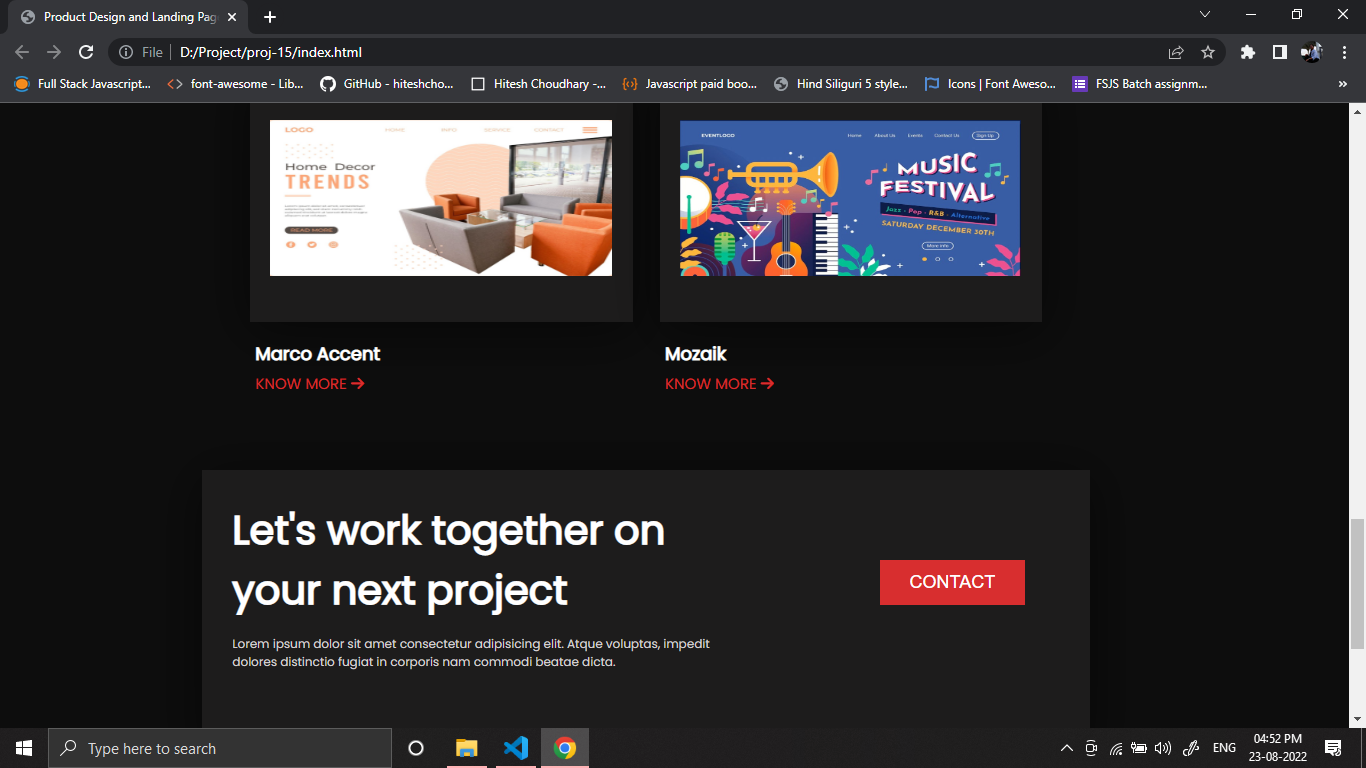 Product Design and Landing Pag
File
D:/Project/proj-15/index.html
Full Stack Javascript...
font-awesome - Lib...
GitHub - hiteshcho...
Hitesh Choudhary -...
Javascript paid boo...
Hind Siliguri 5 style...
Icons | Font Aweso...
FSJS Batch assignm...
»
LOGO HOME INFO SERVICE CONTACT
Home Decor
TRENDS
READ MORE
EVENTLOGO Home About Us Events Contact Us Sign Up
MUSIC
FESTIVAL
Jazz - Pop - R&B - Alternative
SATURDAY DECEMBER 30TH
More Info
Marco Accent
KNOW MORE →
Mozaik
KNOW MORE →
Let's work together on
your next project
Lorem ipsum dolor sit amet consectetur adipisicing elit. Atque voluptas, impedit
dolores distinctio fugiat in corporis nam commodi beatae dicta.
CONTACT
Type here to search
ENG
04:52 PM
23-08-2022